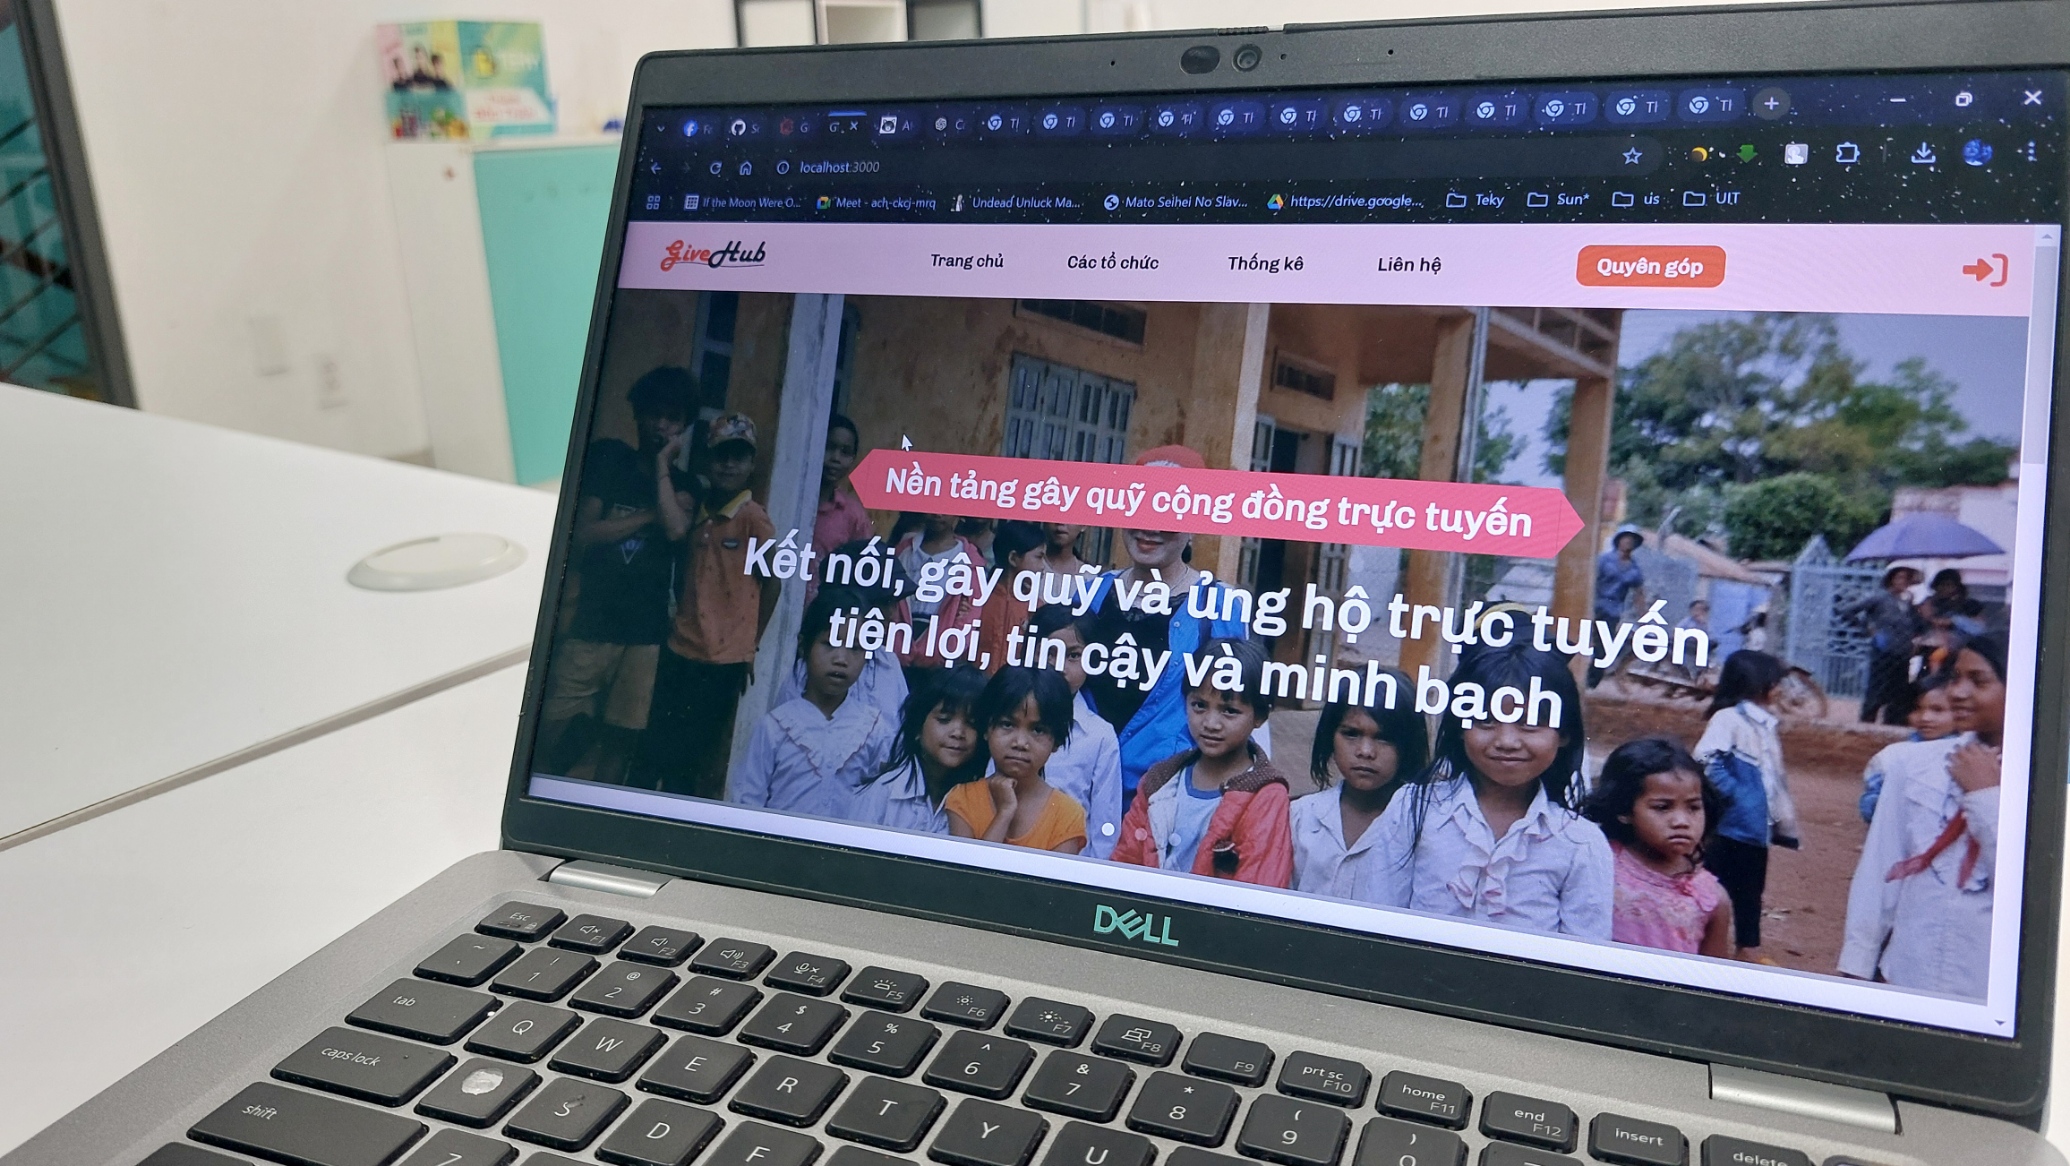 localhost:3000
If the Moon Were O...
Meet - ach-ckcj-mrq
Undead Unluck Ma...
Mato Seihei No Slav...
https://drive.google...
Teky
Sun*
us
UIT
GiveHub
Trang chủ
Các tổ chức
Thống kê
Liên hệ
Quyên góp
Nền tảng gây quỹ cộng đồng trực tuyến
Kết nối, gây quỹ và ủng hộ trực tuyến
tiện lợi, tin cậy và minh bạch
DELL
Esc F1 F2 F3 F4 F5 F6 F7 F8 F9 prt sc F10 home F11 end F12 insert delete
~ ! 1 @ 2 # 3 $ 4 % 5 ^ 6 & 7 * 8 ( 9 ) 0
tab Q W E R T Y U
caps lock S D F
shift Z